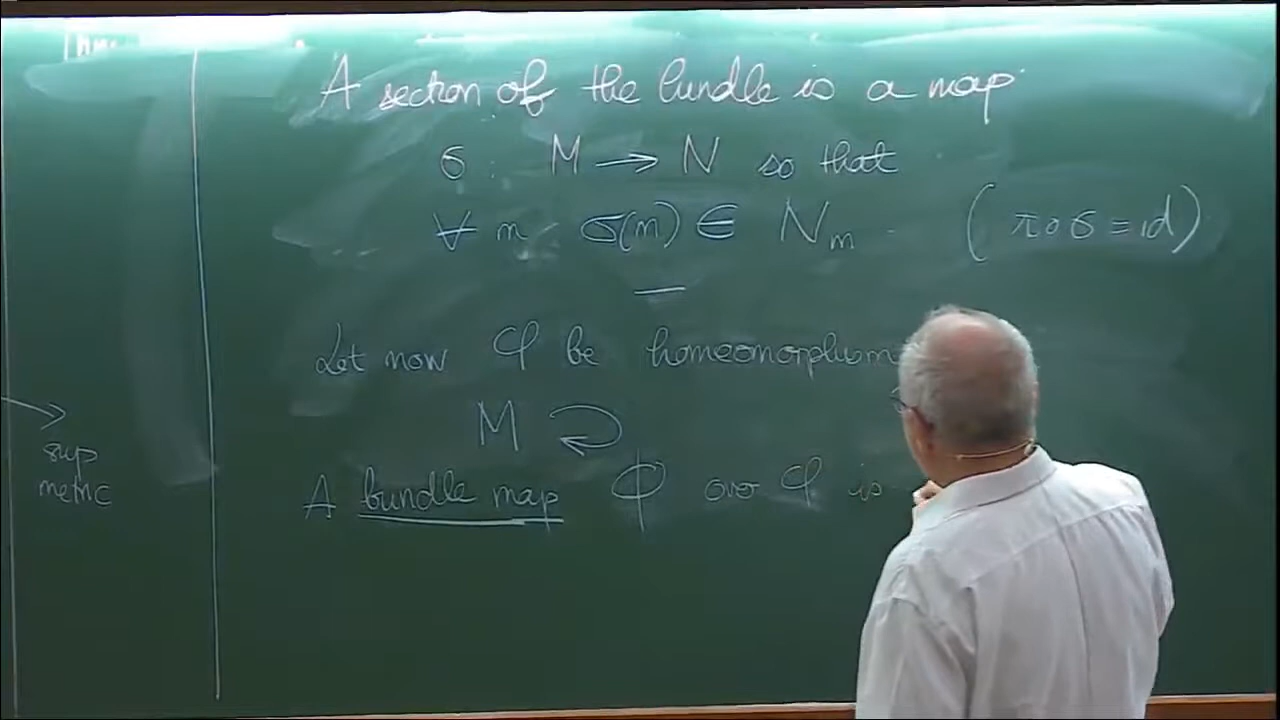 A section of the bundle is a map
σ : M → N so that
∀ m σ(m) ∈ N_m (π∘σ = id)
Let now φ be homeomorphism
M
A bundle map Φ over φ is
sup
metric